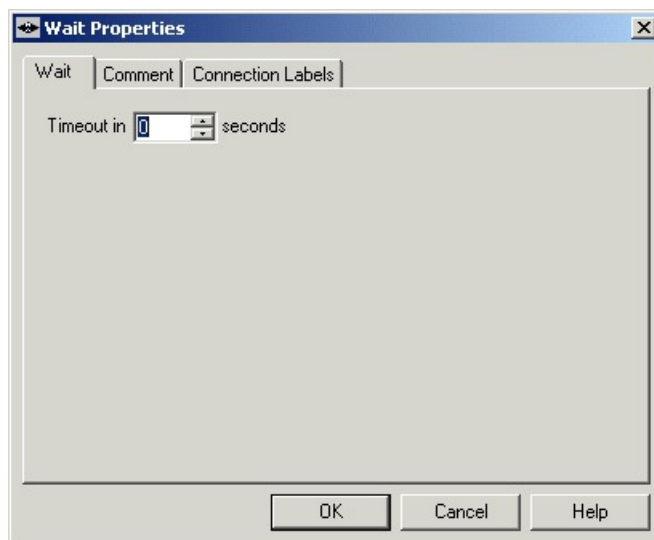 Wait Properties
Wait Comment Connection Labels
Timeout in 0 seconds
OK Cancel Help